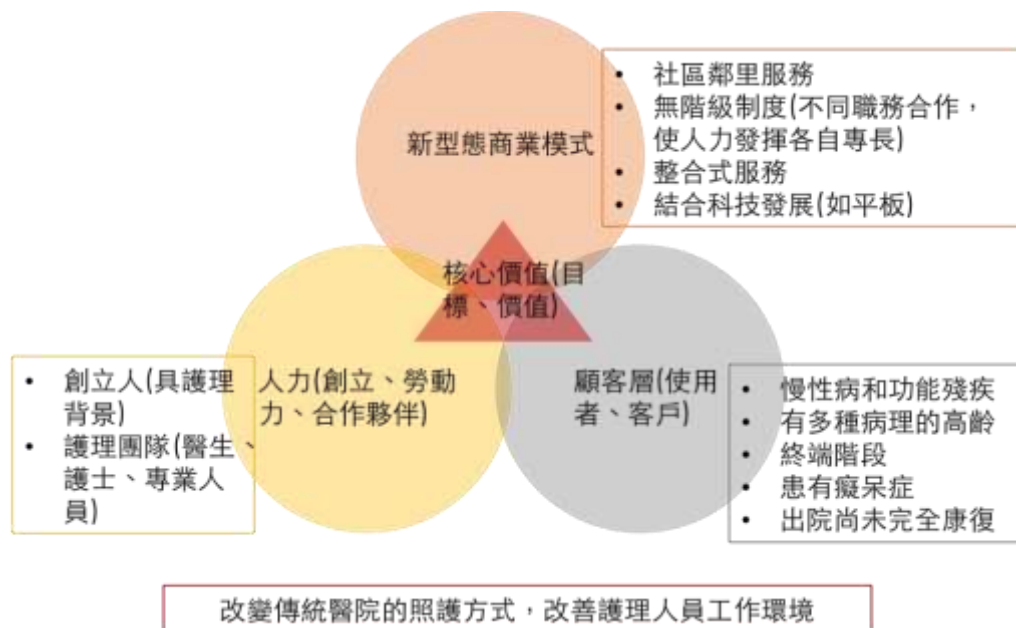 新型態商業模式
• 社區鄰里服務
• 無階級制度(不同職務合作，
使人力發揮各自專長)
• 整合式服務
• 結合科技發展(如平板)
核心價值(目
標、價值)
• 創立人(具護理
背景)
• 護理團隊(醫生、
護士、專業人
員)
人力(創立、勞動
力、合作夥伴)
顧客層(使用
者、客戶)
• 慢性病和功能殘疾
• 有多種病理的高齡
• 終端階段
• 患有癡呆症
• 出院尚未完全康復
改變傳統醫院的照護方式，改善護理人員工作環境